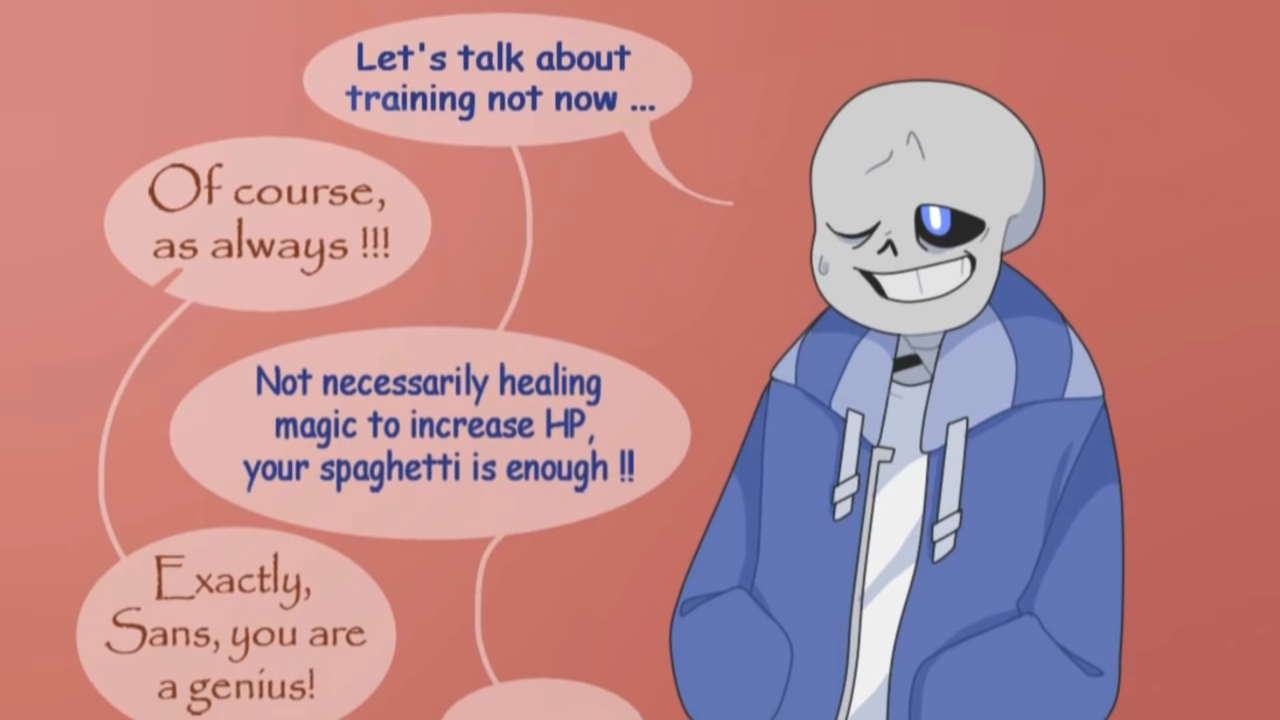 Let's talk about
training not now ...
Of course,
as always !!!
Not necessarily healing
magic to increase HP,
your spaghetti is enough !!
Exactly,
Sans, you are
a genius!